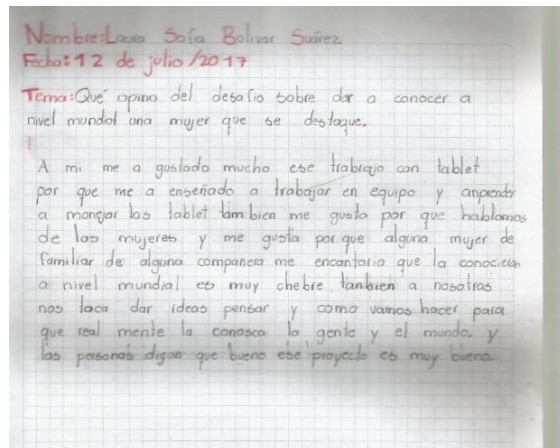 Nombre:Laura Sofia Bolivar Suárez
Fecha:12 de julio/2017
Tema:Qué opino del desafio sobre dar a conocer a
nivel mundal una mujer que se destaque.
A mi me a gustado mucho ese trabrajo con tablet
por que me a enseñado a trabajar en equipo y anprender
a manejar las tablet tambien me gusta por que hablamos
de las mujeres y me gusta por que alguna mujer de
familiar de alguna compañera me encantaria que la conocieran
a nivel mundial es muy chebre tanbien a nosotras
nos toca dar ideas pensar y como vamos hacer para
que real mente la conosca la gente y el mundo. y
las personas digan que bueno ese proyecto es muy bueno.